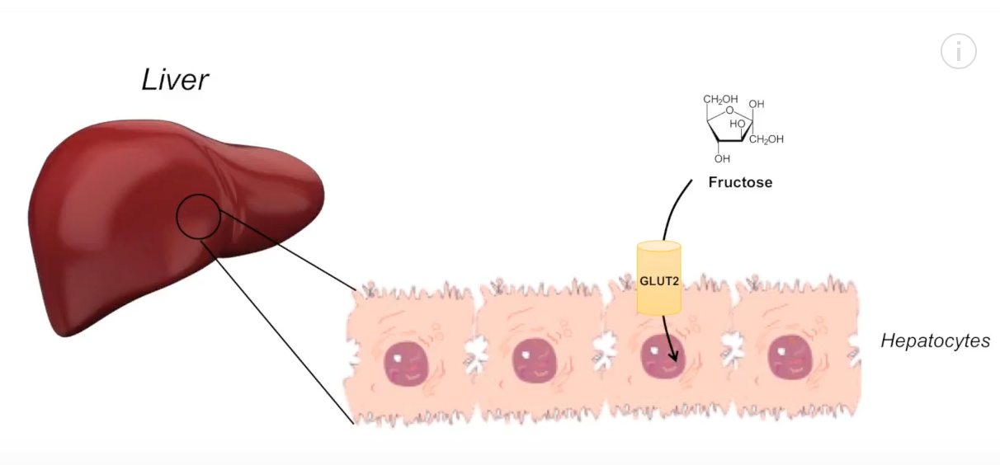 Liver
CH₂OH
O
OH
HO
CH₂OH
OH
Fructose
GLUT2
Hepatocytes
i